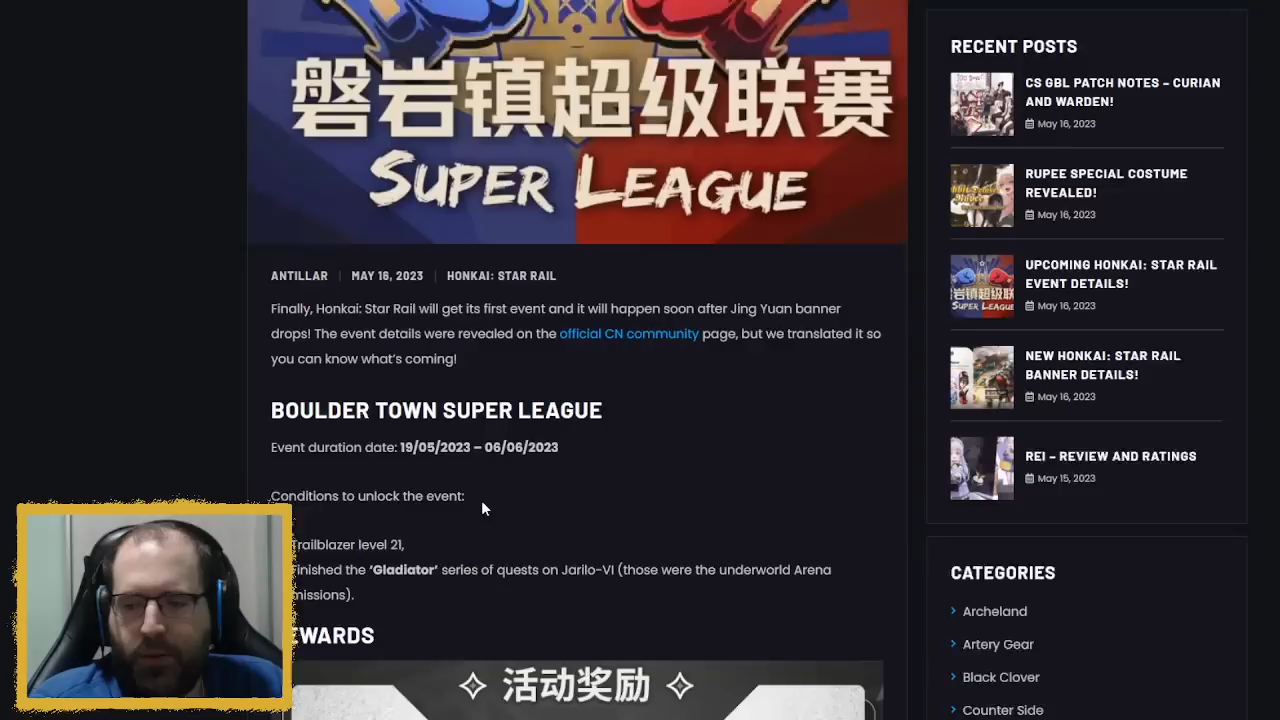 磐岩镇超级联赛
SUPER LEAGUE
ANTILLAR | MAY 16, 2023 | HONKAI: STAR RAIL
Finally, Honkai: Star Rail will get its first event and it will happen soon after Jing Yuan banner
drops! The event details were revealed on the official CN community page, but we translated it so
you can know what's coming!
BOULDER TOWN SUPER LEAGUE
Event duration date: 19/05/2023 – 06/06/2023
Conditions to unlock the event:
Trailblazer level 21,
Finished the 'Gladiator' series of quests on Jarilo-VI (those were the underworld Arena
missions).
EWARDS
活动奖励
RECENT POSTS
CS GBL PATCH NOTES – CURIAN
AND WARDEN!
May 16, 2023
RUPEE SPECIAL COSTUME
REVEALED!
May 16, 2023
UPCOMING HONKAI: STAR RAIL
EVENT DETAILS!
May 16, 2023
NEW HONKAI: STAR RAIL
BANNER DETAILS!
May 16, 2023
REI – REVIEW AND RATINGS
May 15, 2023
CATEGORIES
Archeland
Artery Gear
Black Clover
Counter Side